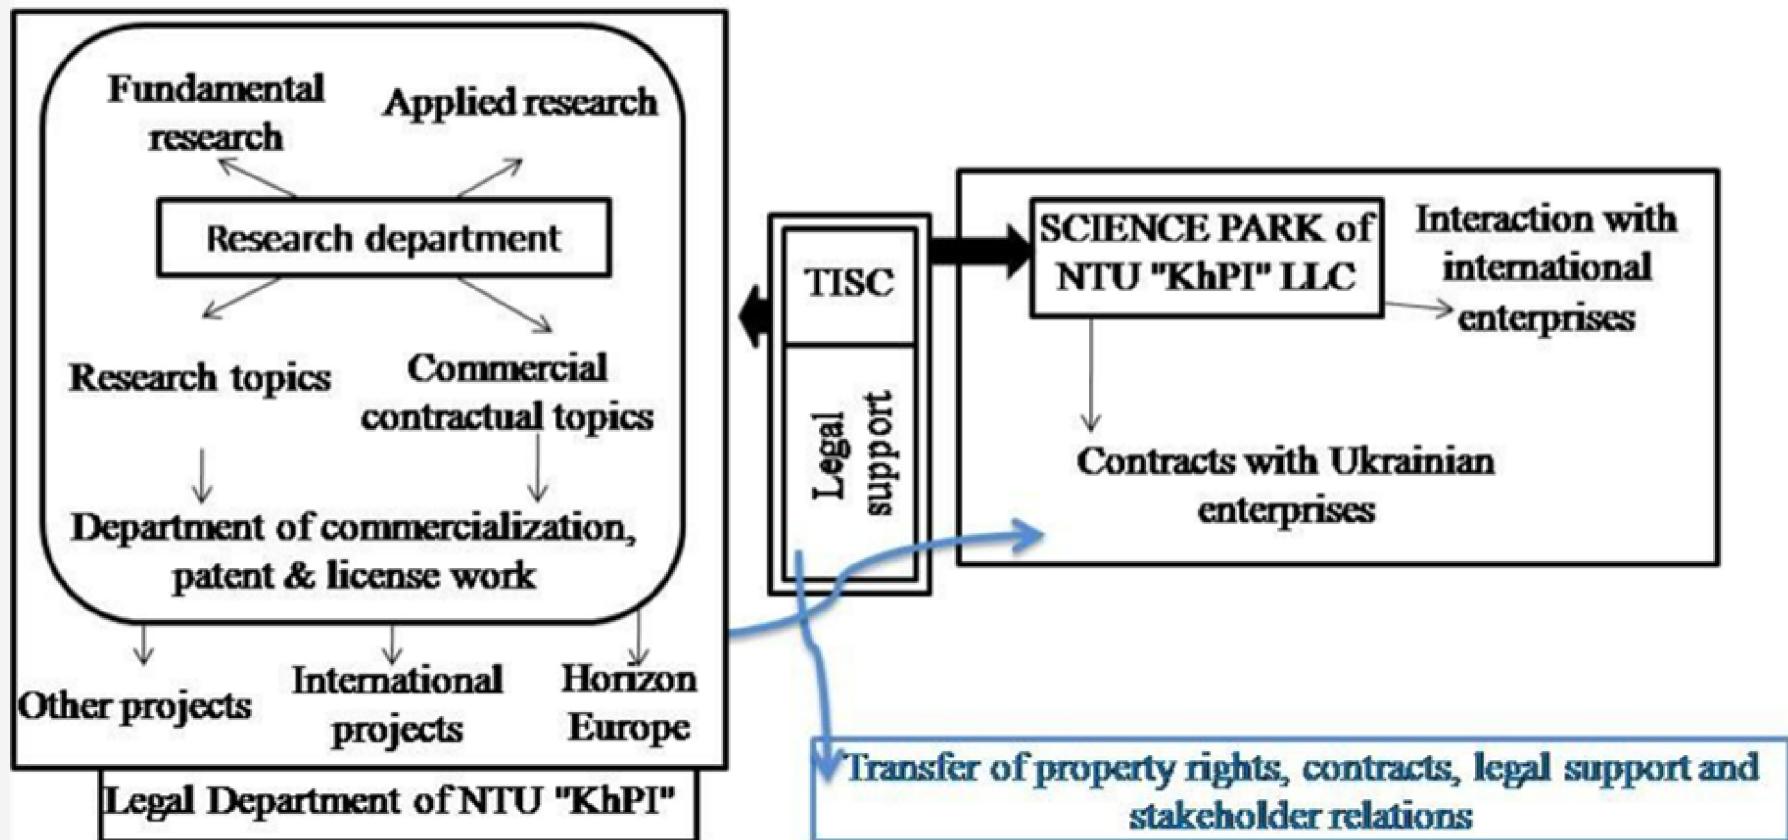 Fundamental
research
Applied research
Research department
Research topics
Commercial
contractual topics
Department of commercialization,
patent & license work
Other projects
International
projects
Horizon
Europe
Legal Department of NTU "KhPI"
TISC
Legal
support
SCIENCE PARK of
NTU "KhPI" LLC
Interaction with
international
enterprises
Contracts with Ukrainian
enterprises
Transfer of property rights, contracts, legal support and
stakeholder relations